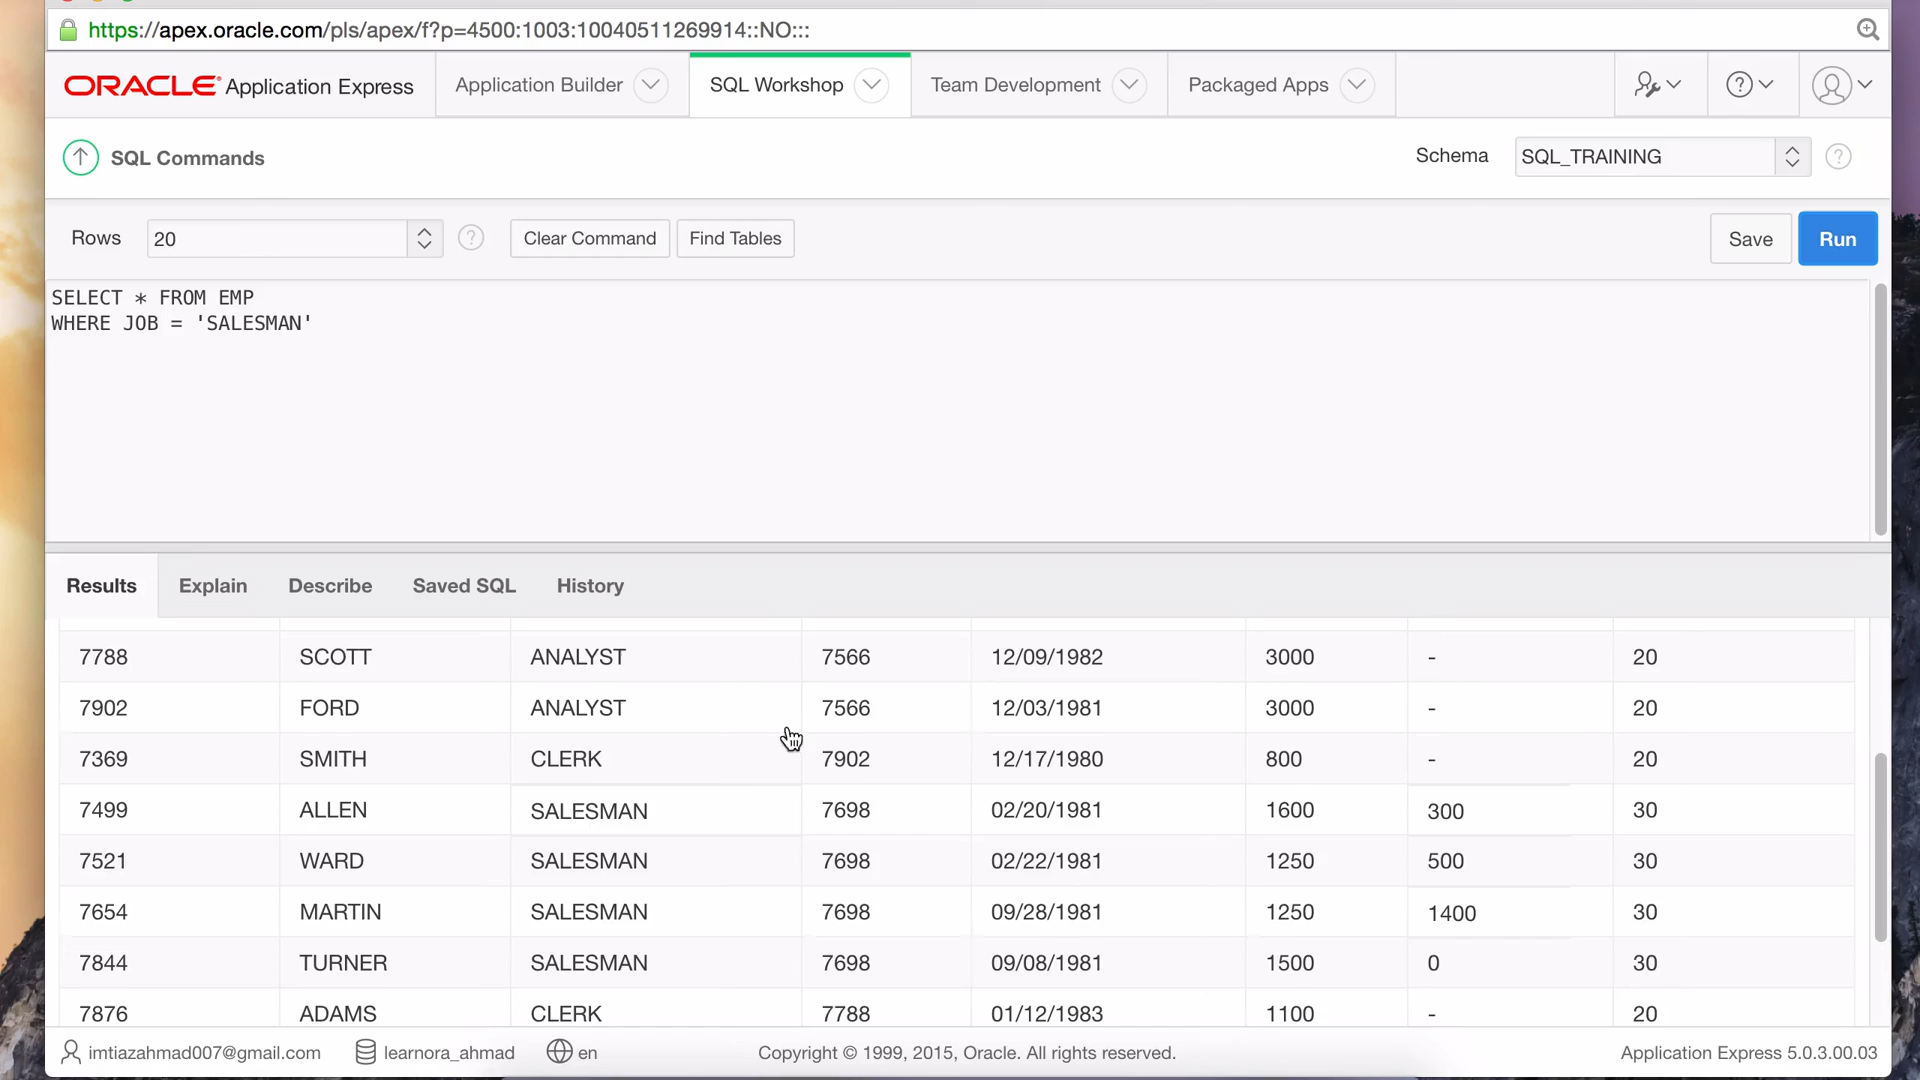 https://apex.oracle.com/pls/apex/f?p=4500:1003:10040511269914::NO:::
ORACLE Application Express Application Builder SQL Workshop Team Development Packaged Apps
SQL Commands Schema SQL_TRAINING
Rows 20 Clear Command Find Tables Save Run
SELECT * FROM EMP
WHERE JOB = 'SALESMAN'
Results Explain Describe Saved SQL History
7788 SCOTT ANALYST 7566 12/09/1982 3000 - 20
7902 FORD ANALYST 7566 12/03/1981 3000 - 20
7369 SMITH CLERK 7902 12/17/1980 800 - 20
7499 ALLEN SALESMAN 7698 02/20/1981 1600 300 30
7521 WARD SALESMAN 7698 02/22/1981 1250 500 30
7654 MARTIN SALESMAN 7698 09/28/1981 1250 1400 30
7844 TURNER SALESMAN 7698 09/08/1981 1500 0 30
7876 ADAMS CLERK 7788 01/12/1983 1100 - 20
imtiazahmad007@gmail.com learnora_ahmad en Copyright © 1999, 2015, Oracle. All rights reserved. Application Express 5.0.3.00.03